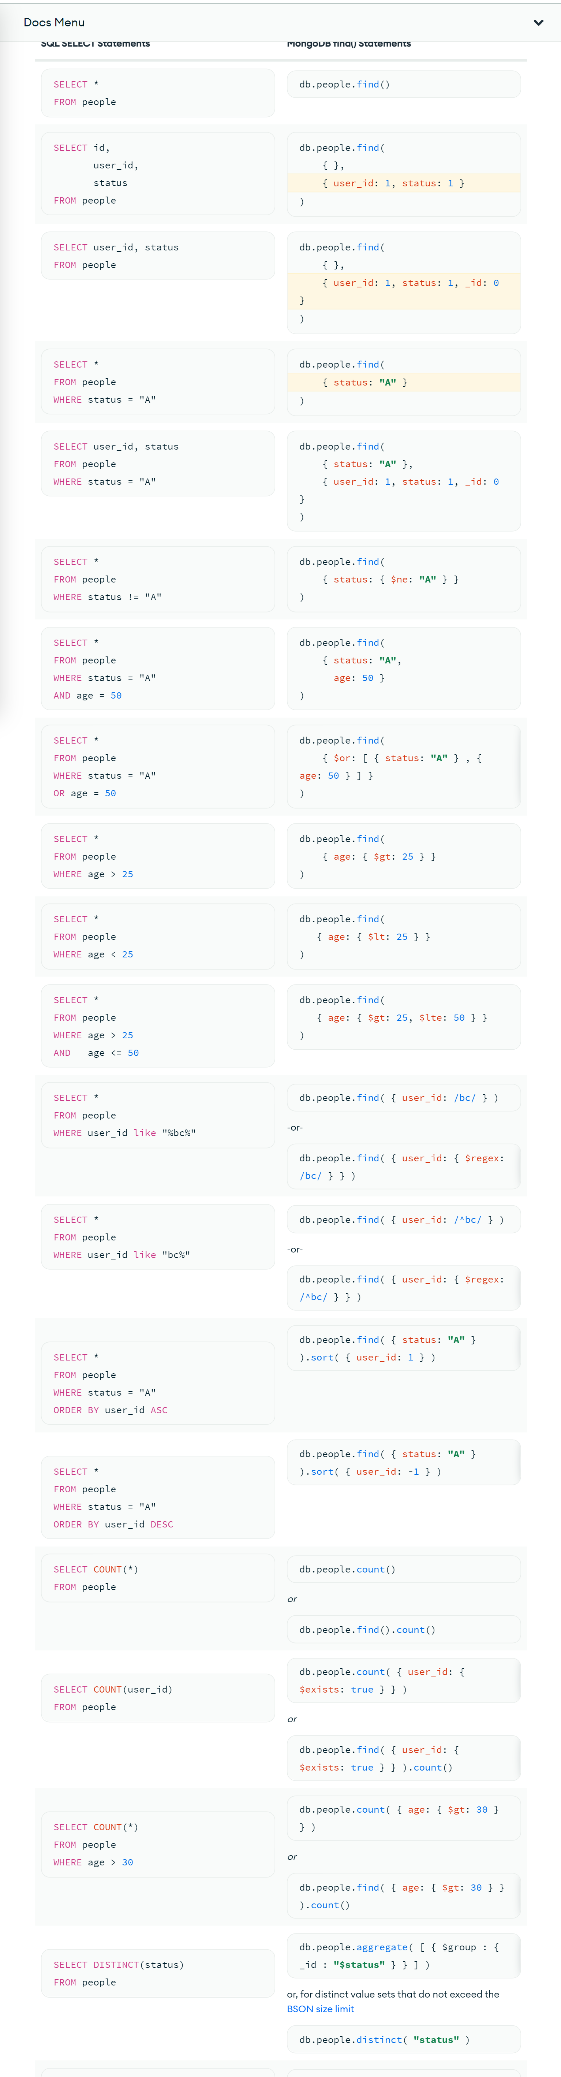 Docs Menu
SQL SELECT Statements
MongoDB find() Statements
SELECT *
FROM people
db.people.find()
SELECT id,
user_id,
status
FROM people
db.people.find(
{ },
{ user_id: 1, status: 1 }
)
SELECT user_id, status
FROM people
db.people.find(
{ },
{ user_id: 1, status: 1, _id: 0
}
)
SELECT *
FROM people
WHERE status = "A"
db.people.find(
{ status: "A" }
)
SELECT user_id, status
FROM people
WHERE status = "A"
db.people.find(
{ status: "A" },
{ user_id: 1, status: 1, _id: 0
}
)
SELECT *
FROM people
WHERE status != "A"
db.people.find(
{ status: { $ne: "A" } }
)
SELECT *
FROM people
WHERE status = "A"
AND age = 50
db.people.find(
{ status: "A",
age: 50 }
)
SELECT *
FROM people
WHERE status = "A"
OR age = 50
db.people.find(
{ $or: [ { status: "A" } , {
age: 50 } ] }
)
SELECT *
FROM people
WHERE age > 25
db.people.find(
{ age: { $gt: 25 } }
)
SELECT *
FROM people
WHERE age < 25
db.people.find(
{ age: { $lt: 25 } }
)
SELECT *
FROM people
WHERE age > 25
AND   age <= 50
db.people.find(
{ age: { $gt: 25, $lte: 50 } }
)
SELECT *
FROM people
WHERE user_id like "%bc%"
db.people.find( { user_id: /bc/ } )
-or-
db.people.find( { user_id: { $regex:
/bc/ } } )
SELECT *
FROM people
WHERE user_id like "bc%"
db.people.find( { user_id: /^bc/ } )
-or-
db.people.find( { user_id: { $regex:
/^bc/ } } )
SELECT *
FROM people
WHERE status = "A"
ORDER BY user_id ASC
db.people.find( { status: "A" }
).sort( { user_id: 1 } )
SELECT *
FROM people
WHERE status = "A"
ORDER BY user_id DESC
db.people.find( { status: "A" }
).sort( { user_id: -1 } )
SELECT COUNT(*)
FROM people
db.people.count()
or
db.people.find().count()
SELECT COUNT(user_id)
FROM people
db.people.count( { user_id: {
$exists: true } } )
or
db.people.find( { user_id: {
$exists: true } } ).count()
SELECT COUNT(*)
FROM people
WHERE age > 30
db.people.count( { age: { $gt: 30 }
} )
or
db.people.find( { age: { $gt: 30 } }
).count()
SELECT DISTINCT(status)
FROM people
db.people.aggregate( [ { $group : {
_id : "$status" } } ] )
or, for distinct value sets that do not exceed the
BSON size limit
db.people.distinct( "status" )